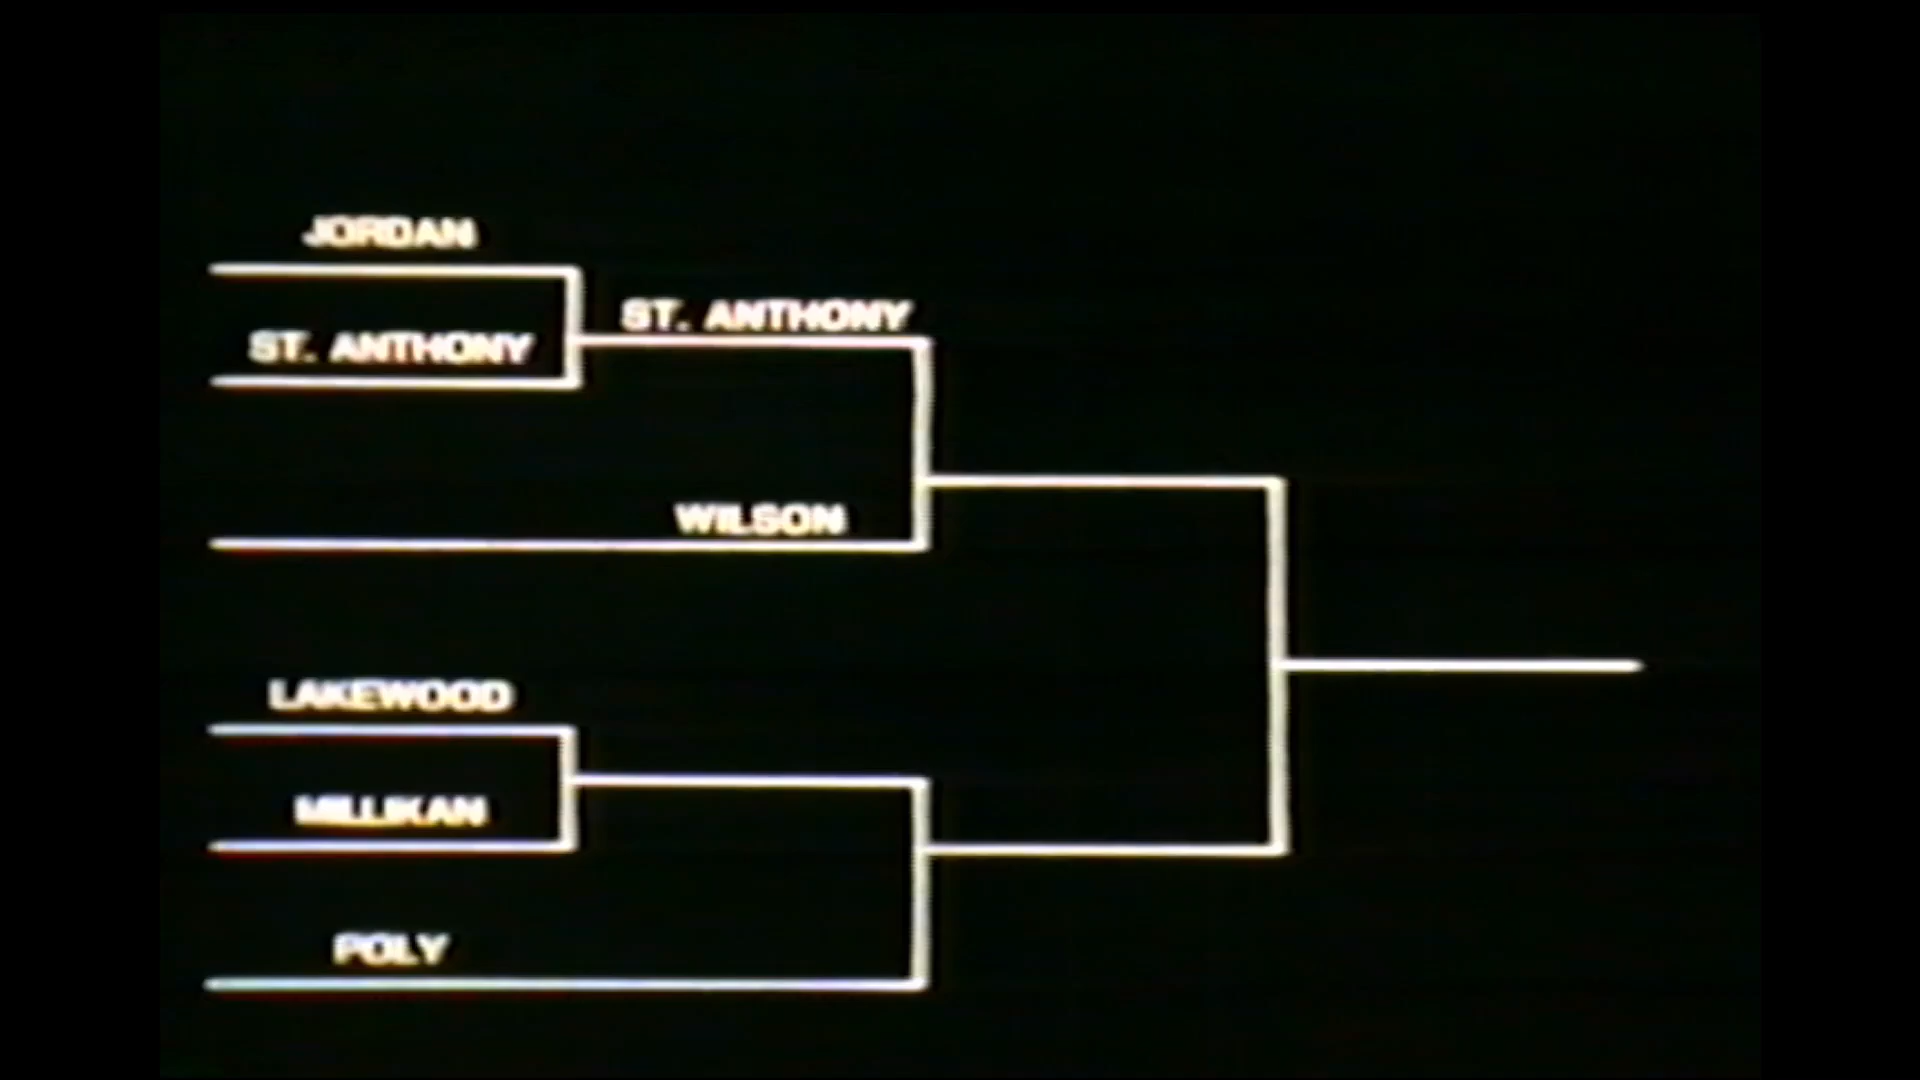 JORDAN
ST. ANTHONY
ST. ANTHONY
WILSON
LAKEWOOD
MILLIKAN
POLY